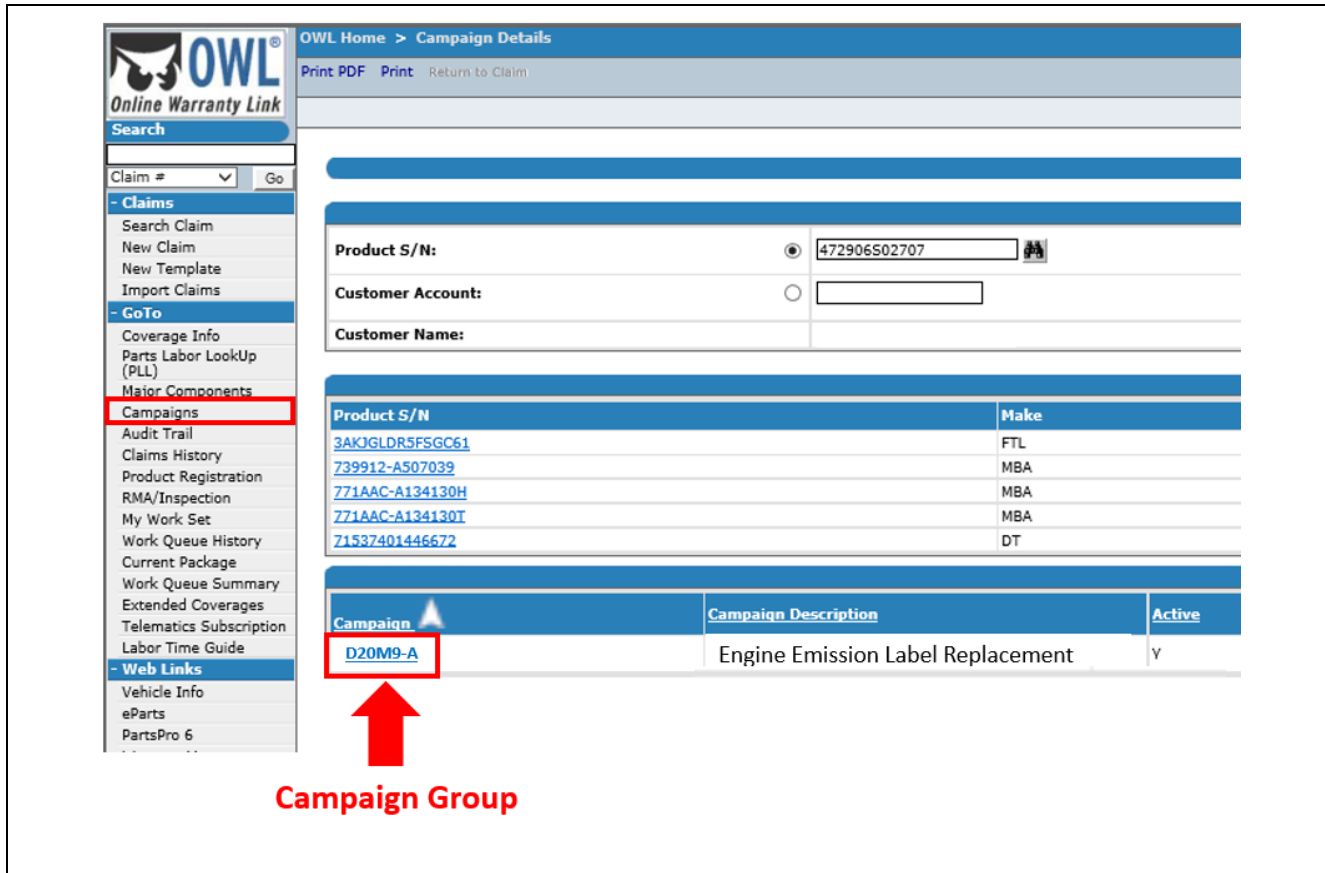 OWL®
Online Warranty Link
OWL Home > Campaign Details
Print PDF Print Return to Claim
Search
Claim # Go
- Claims
Search Claim
New Claim
New Template
Import Claims
- GoTo
Coverage Info
Parts Labor LookUp
(PLL)
Major Components
Campaigns
Audit Trail
Claims History
Product Registration
RMA/Inspection
My Work Set
Work Queue History
Current Package
Work Queue Summary
Extended Coverages
Telematics Subscription
Labor Time Guide
- Web Links
Vehicle Info
eParts
PartsPro 6
Product S/N: 472906S02707
Customer Account:
Customer Name:
Product S/N Make
3AKJGLDR5FSGC61 FTL
739912-A507039 MBA
771AAC-A134130H MBA
771AAC-A134130T MBA
71537401446672 DT
Campaign Campaign Description Active
D20M9-A Engine Emission Label Replacement Y
Campaign Group